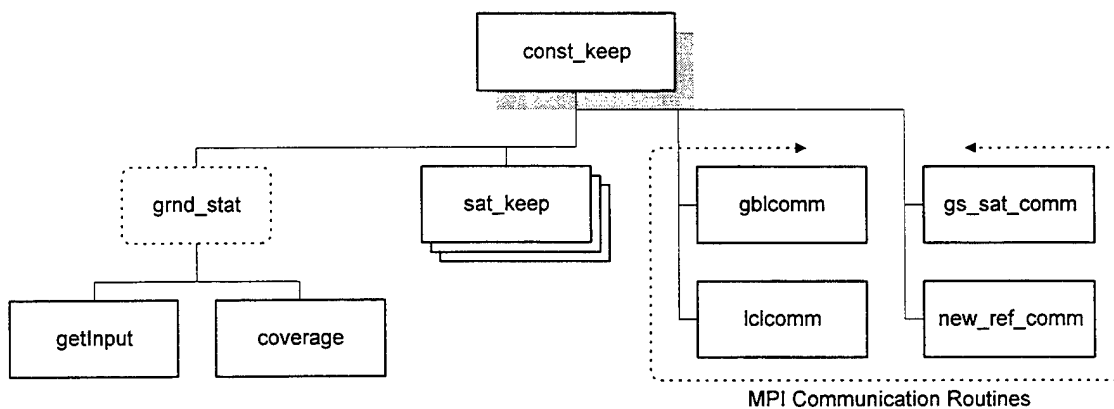 const_keep
grnd_stat
sat_keep
gblcomm
gs_sat_comm
getInput
coverage
lclcomm
new_ref_comm
MPI Communication Routines